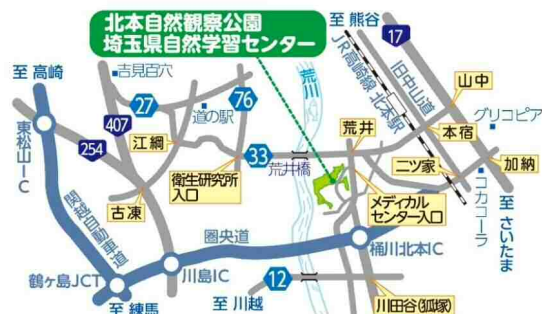 北本自然観察公園
埼玉県自然学習センター
至 熊谷
17
至 高崎
吉見百穴
荒川
JR高崎線 北本駅
旧中山道
山中
27
76
道の駅
グリコピア
407
東松山IC
254
江綱
33
荒井橋
荒井
本宿
衛生研究所
入口
二ツ家
加納
メディカル
センター入口
コカコーラ
古凍
関越自動車道
圏央道
桶川北本IC
至 さいたま
川島IC
鶴ヶ島JCT
12
至 練馬
至 川越
川田谷(狐塚)